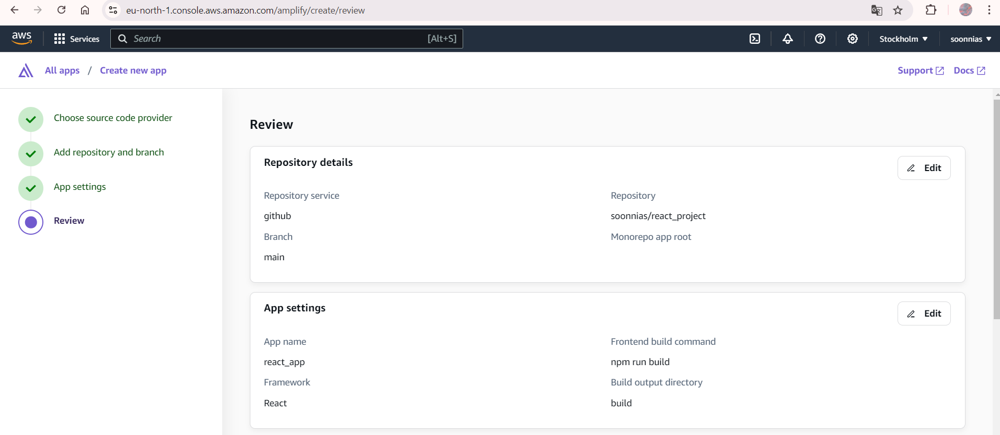 eu-north-1.console.aws.amazon.com/amplify/create/review
aws
Services
Search
[Alt+S]
Stockholm
soonnias
All apps / Create new app
Support
Docs
Choose source code provider
Add repository and branch
App settings
Review
Review
Repository details
Edit
Repository service
Repository
github
soonnias/react_project
Branch
Monorepo app root
main
App settings
Edit
App name
Frontend build command
react_app
npm run build
Framework
Build output directory
React
build